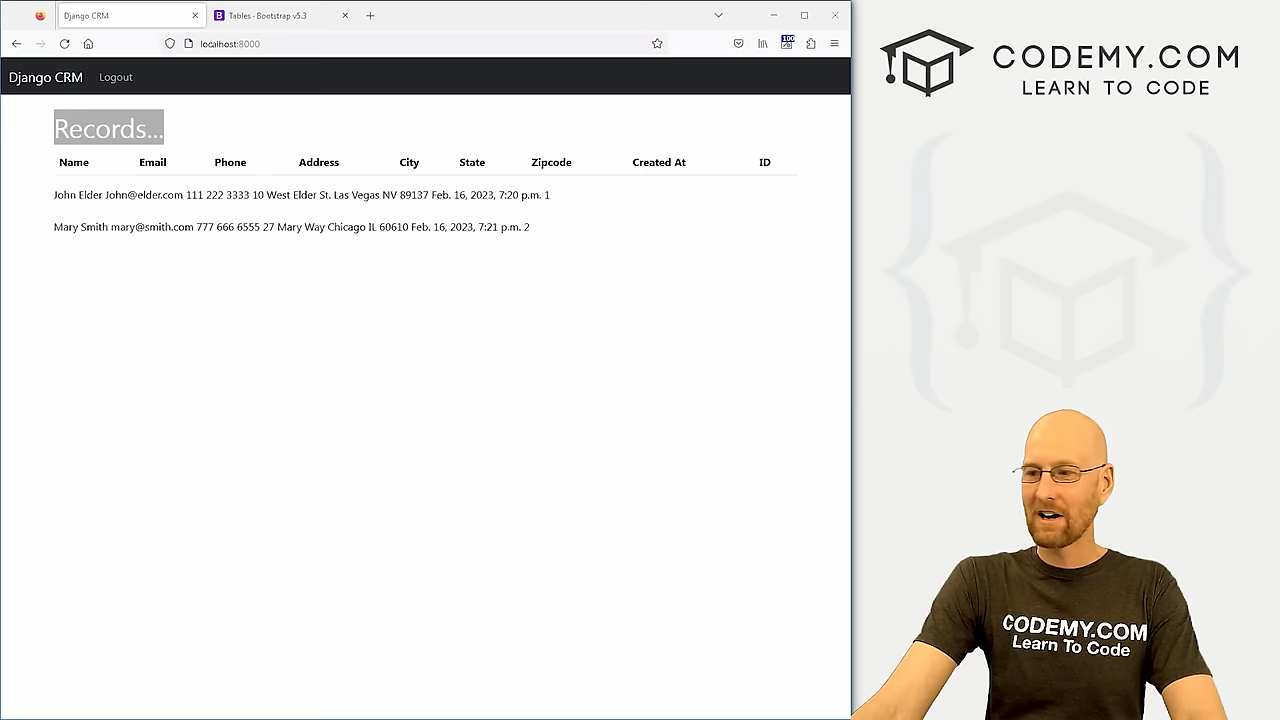 Django CRM
Tables · Bootstrap v5.3
localhost:8000
100
Django CRM Logout
Records...
Name Email Phone Address City State Zipcode Created At ID
John Elder John@elder.com 111 222 3333 10 West Elder St. Las Vegas NV 89137 Feb. 16, 2023, 7:20 p.m. 1
Mary Smith mary@smith.com 777 666 6555 27 Mary Way Chicago IL 60610 Feb. 16, 2023, 7:21 p.m. 2
CODEMY.COM
LEARN TO CODE
CODEMY.COM
Learn To Code